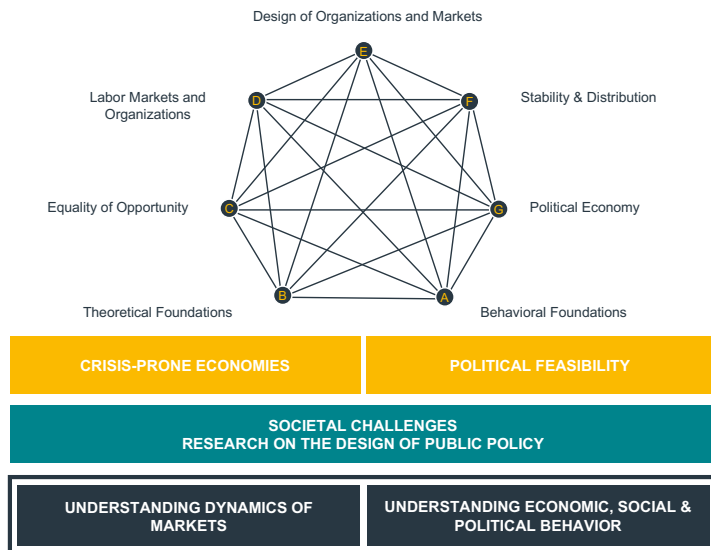 Design of Organizations and Markets
E
Labor Markets and
Organizations
D
F
Stability & Distribution
Equality of Opportunity
C
G
Political Economy
Theoretical Foundations
B
A
Behavioral Foundations
CRISIS-PRONE ECONOMIES
POLITICAL FEASIBILITY
SOCIETAL CHALLENGES
RESEARCH ON THE DESIGN OF PUBLIC POLICY
UNDERSTANDING DYNAMICS OF
MARKETS
UNDERSTANDING ECONOMIC, SOCIAL &
POLITICAL BEHAVIOR